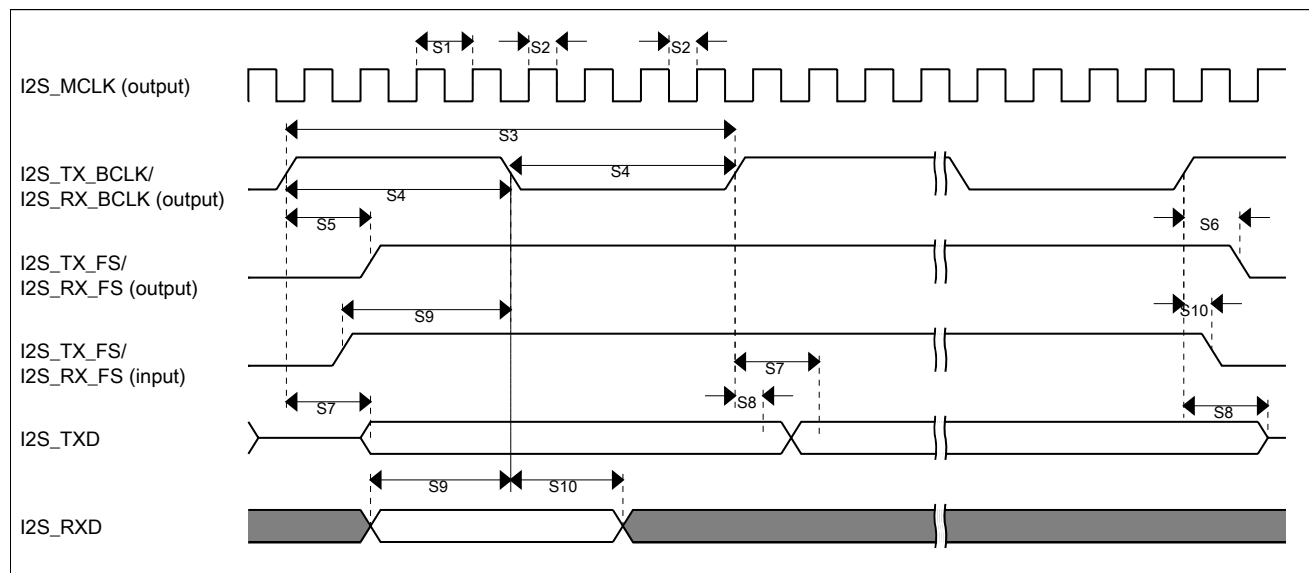 S1
S2
S2
I2S_MCLK (output)
S3
I2S_TX_BCLK/
I2S_RX_BCLK (output)
S4
S4
S5
S6
I2S_TX_FS/
I2S_RX_FS (output)
S9
S10
I2S_TX_FS/
I2S_RX_FS (input)
S7
S7
S8
S8
I2S_TXD
S9
S10
I2S_RXD